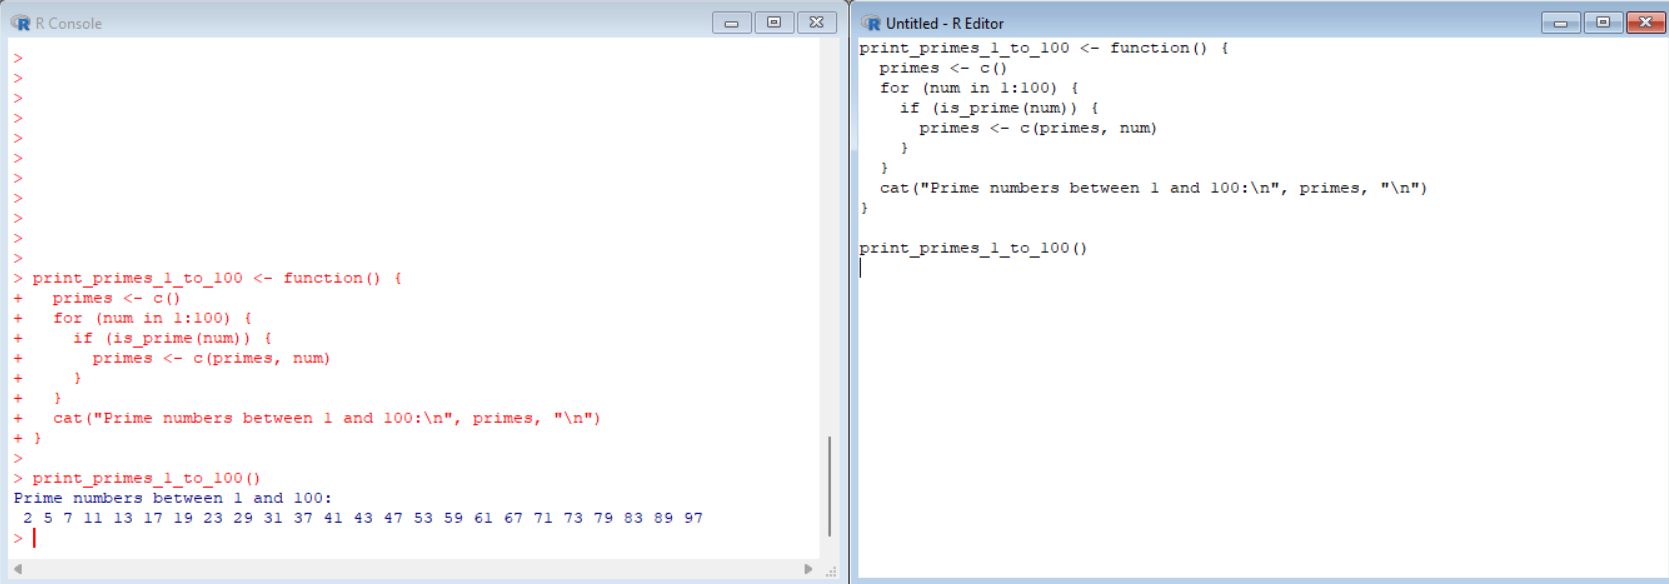 R Console
>
>
>
>
>
>
>
>
>
>
>
> print_primes_1_to_100 <- function() {
+   primes <- c()
+   for (num in 1:100) {
+     if (is_prime(num)) {
+       primes <- c(primes, num)
+     }
+   }
+   cat("Prime numbers between 1 and 100:\n", primes, "\n")
+ }
>
> print_primes_1_to_100()
Prime numbers between 1 and 100:
 2 5 7 11 13 17 19 23 29 31 37 41 43 47 53 59 61 67 71 73 79 83 89 97
>
Untitled - R Editor
print_primes_1_to_100 <- function() {
  primes <- c()
  for (num in 1:100) {
    if (is_prime(num)) {
      primes <- c(primes, num)
    }
  }
  cat("Prime numbers between 1 and 100:\n", primes, "\n")
}

print_primes_1_to_100()